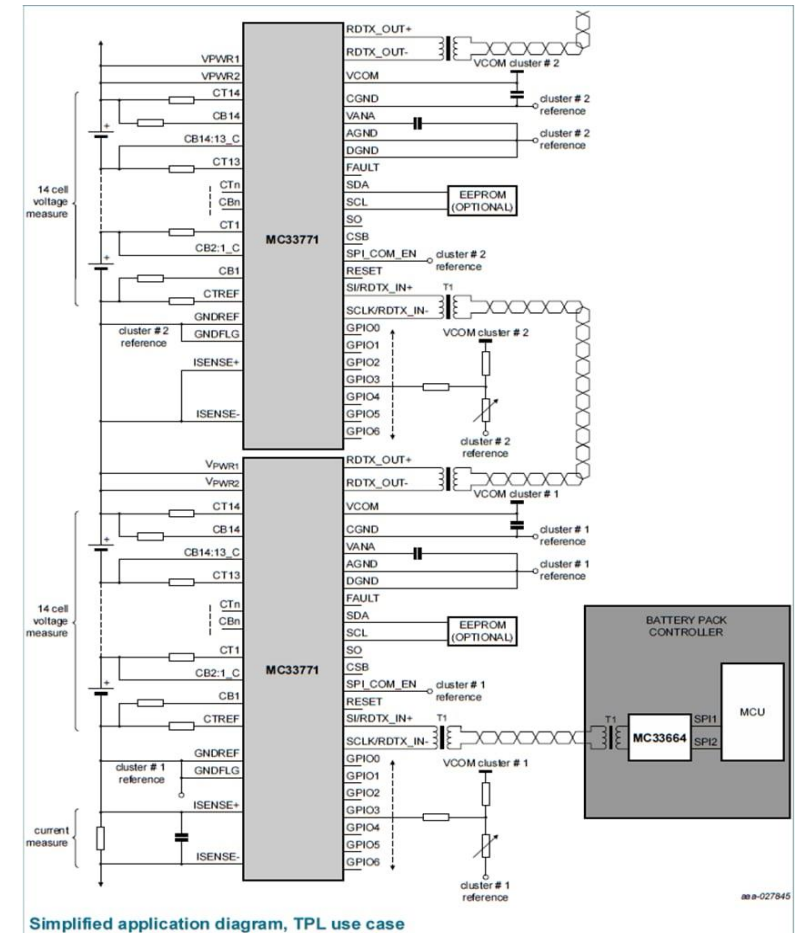 RDTX_OUT+
RDTX_OUT-
VCOM cluster # 2
VPWR1
VPWR2
VCOM
CT14
CGND
cluster # 2
reference
CB14
VANA
CB14:13_C
AGND
cluster # 2
reference
DGND
CT13
FAULT
14 cell
voltage
measure
CTn
CBn
SDA
SCL
EEPROM
(OPTIONAL)
CT1
SO
MC33771
CSB
CB2:1_C
SPI_COM_EN
cluster # 2
reference
CB1
RESET
CTREF
SI/RDTX_IN+
T1
SCLK/RDTX_IN-
GNDREF
cluster # 2
reference
GNDFLG
GPIO0
VCOM cluster # 2
GPIO1
ISENSE+
GPIO2
GPIO3
GPIO4
ISENSE-
GPIO5
GPIO6
cluster # 2
reference
VPWR1
RDTX_OUT+
VPWR2
RDTX_OUT-
VCOM cluster # 1
CT14
VCOM
CB14
CGND
cluster # 1
reference
CB14:13_C
VANA
AGND
cluster # 1
reference
CT13
DGND
FAULT
14 cell
voltage
measure
CTn
CBn
SDA
SCL
EEPROM
(OPTIONAL)
SO
CT1
MC33771
CSB
CB2:1_C
SPI_COM_EN
cluster # 1
reference
CB1
RESET
CTREF
SI/RDTX_IN+
T1
SCLK/RDTX_IN-
BATTERY PACK
CONTROLLER
T1
MC33664
SPI1
SPI2
MCU
GNDREF
cluster # 1
reference
GNDFLG
GPIO0
VCOM cluster # 1
GPIO1
GPIO2
ISENSE+
GPIO3
current
measure
GPIO4
GPIO5
ISENSE-
GPIO6
cluster # 1
reference
aaa-027845
Simplified application diagram, TPL use case